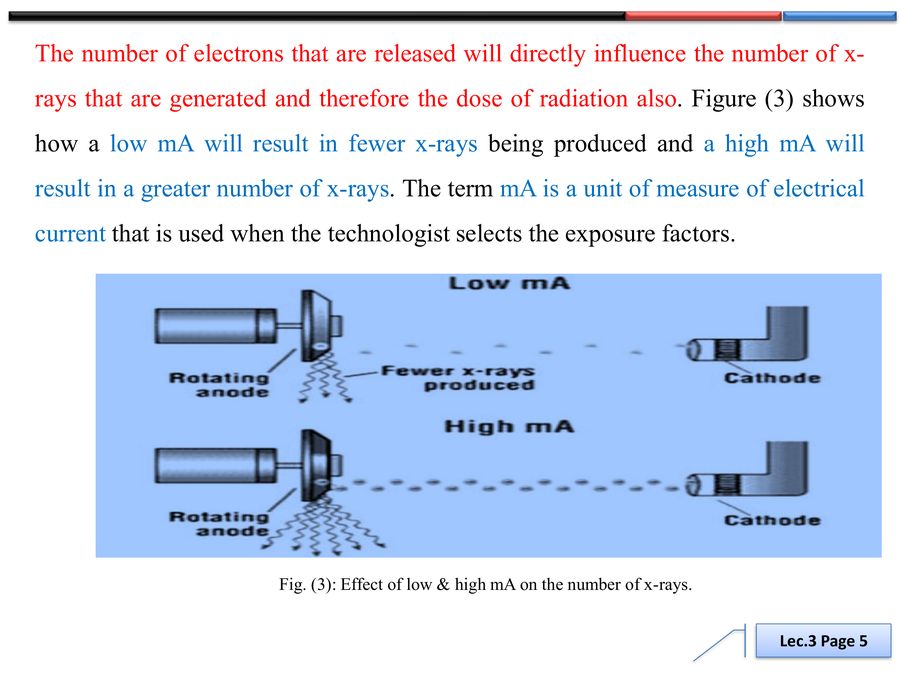 The number of electrons that are released will directly influence the number of x-
rays that are generated and therefore the dose of radiation also. Figure (3) shows
how a low mA will result in fewer x-rays being produced and a high mA will
result in a greater number of x-rays. The term mA is a unit of measure of electrical
current that is used when the technologist selects the exposure factors.
Low mA
Rotating
anode
Fewer x-rays
produced
Cathode
High mA
Rotating
anode
Cathode
Fig. (3): Effect of low & high mA on the number of x-rays.
Lec.3 Page 5